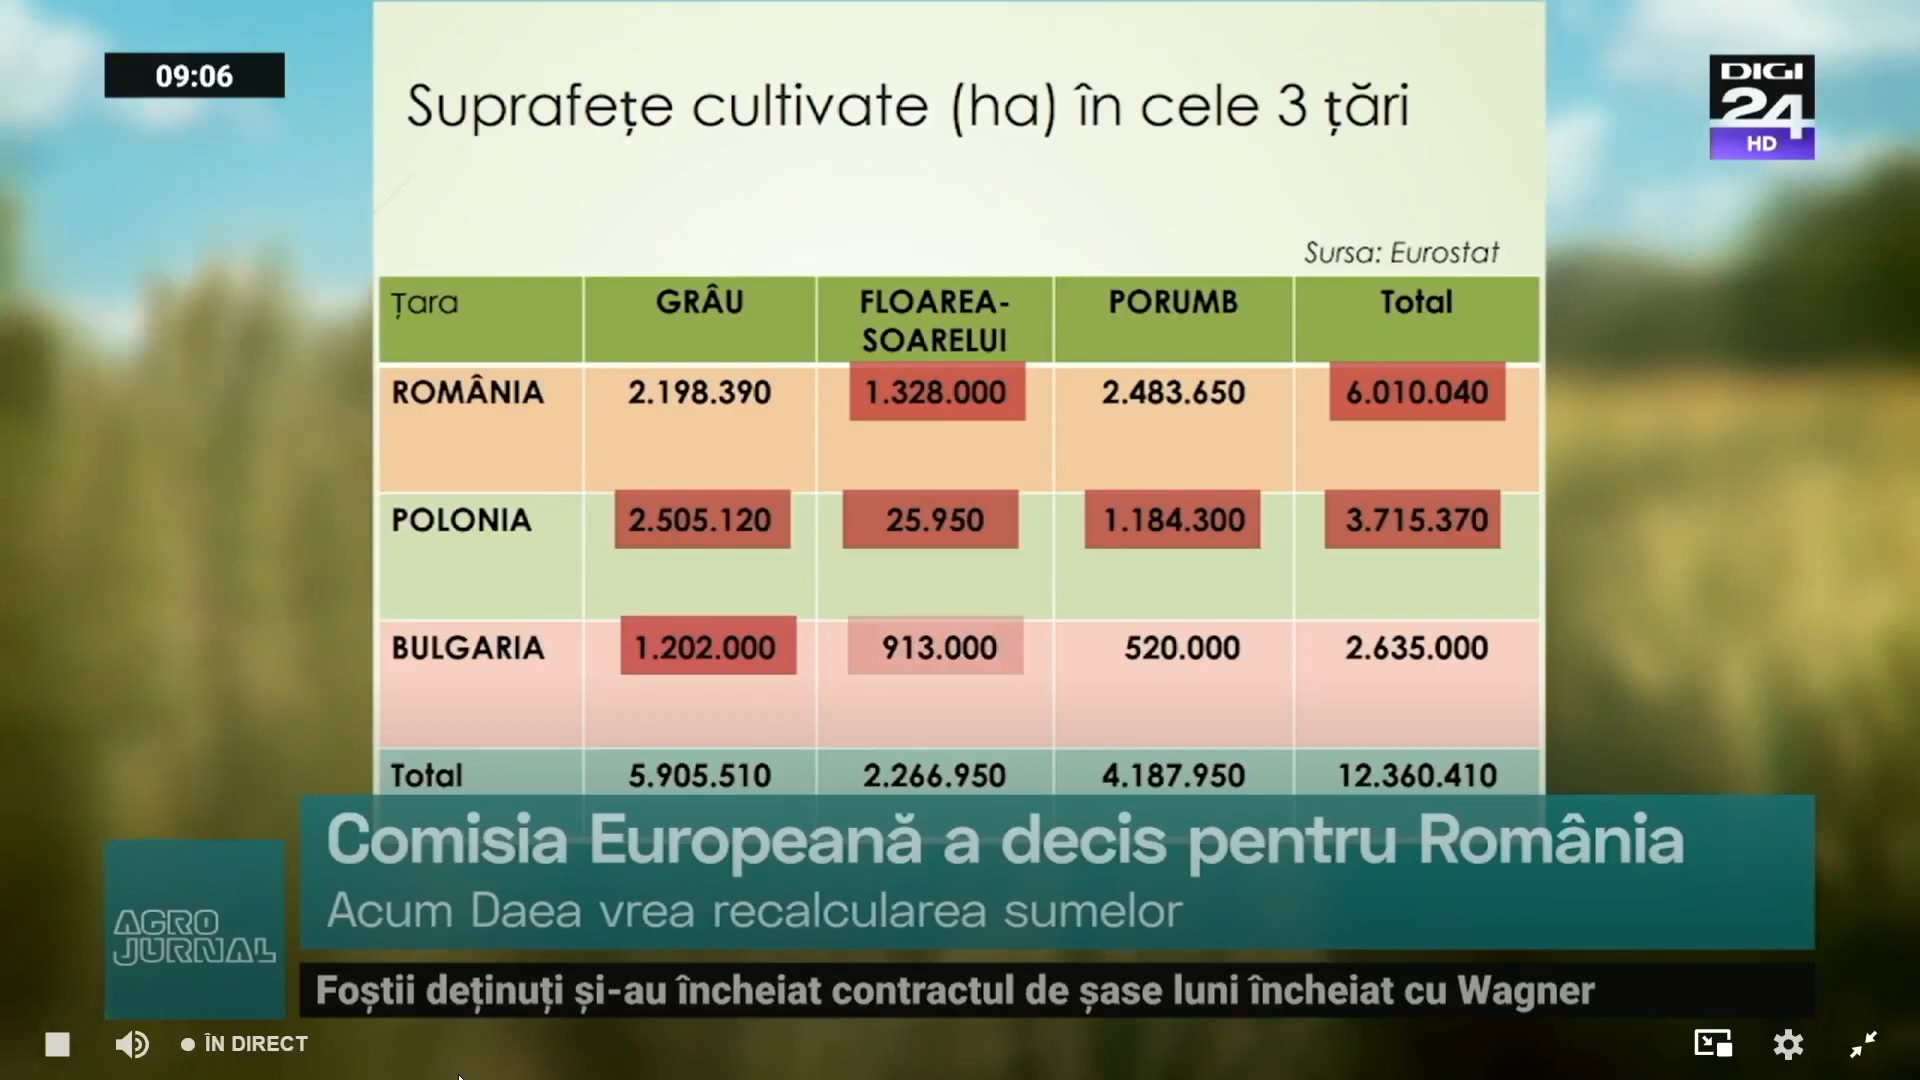 09:06
DIGI
24
HD
Suprafețe cultivate (ha) în cele 3 țări
Sursa: Eurostat
Țara GRÂU FLOAREA-SOARELUI PORUMB Total
ROMÂNIA 2.198.390 1.328.000 2.483.650 6.010.040
POLONIA 2.505.120 25.950 1.184.300 3.715.370
BULGARIA 1.202.000 913.000 520.000 2.635.000
Total 5.905.510 2.266.950 4.187.950 12.360.410
Comisia Europeană a decis pentru România
Acum Daea vrea recalcularea sumelor
AGRO
JURNAL
Foștii deținuți și-au încheiat contractul de șase luni încheiat cu Wagner
ÎN DIRECT